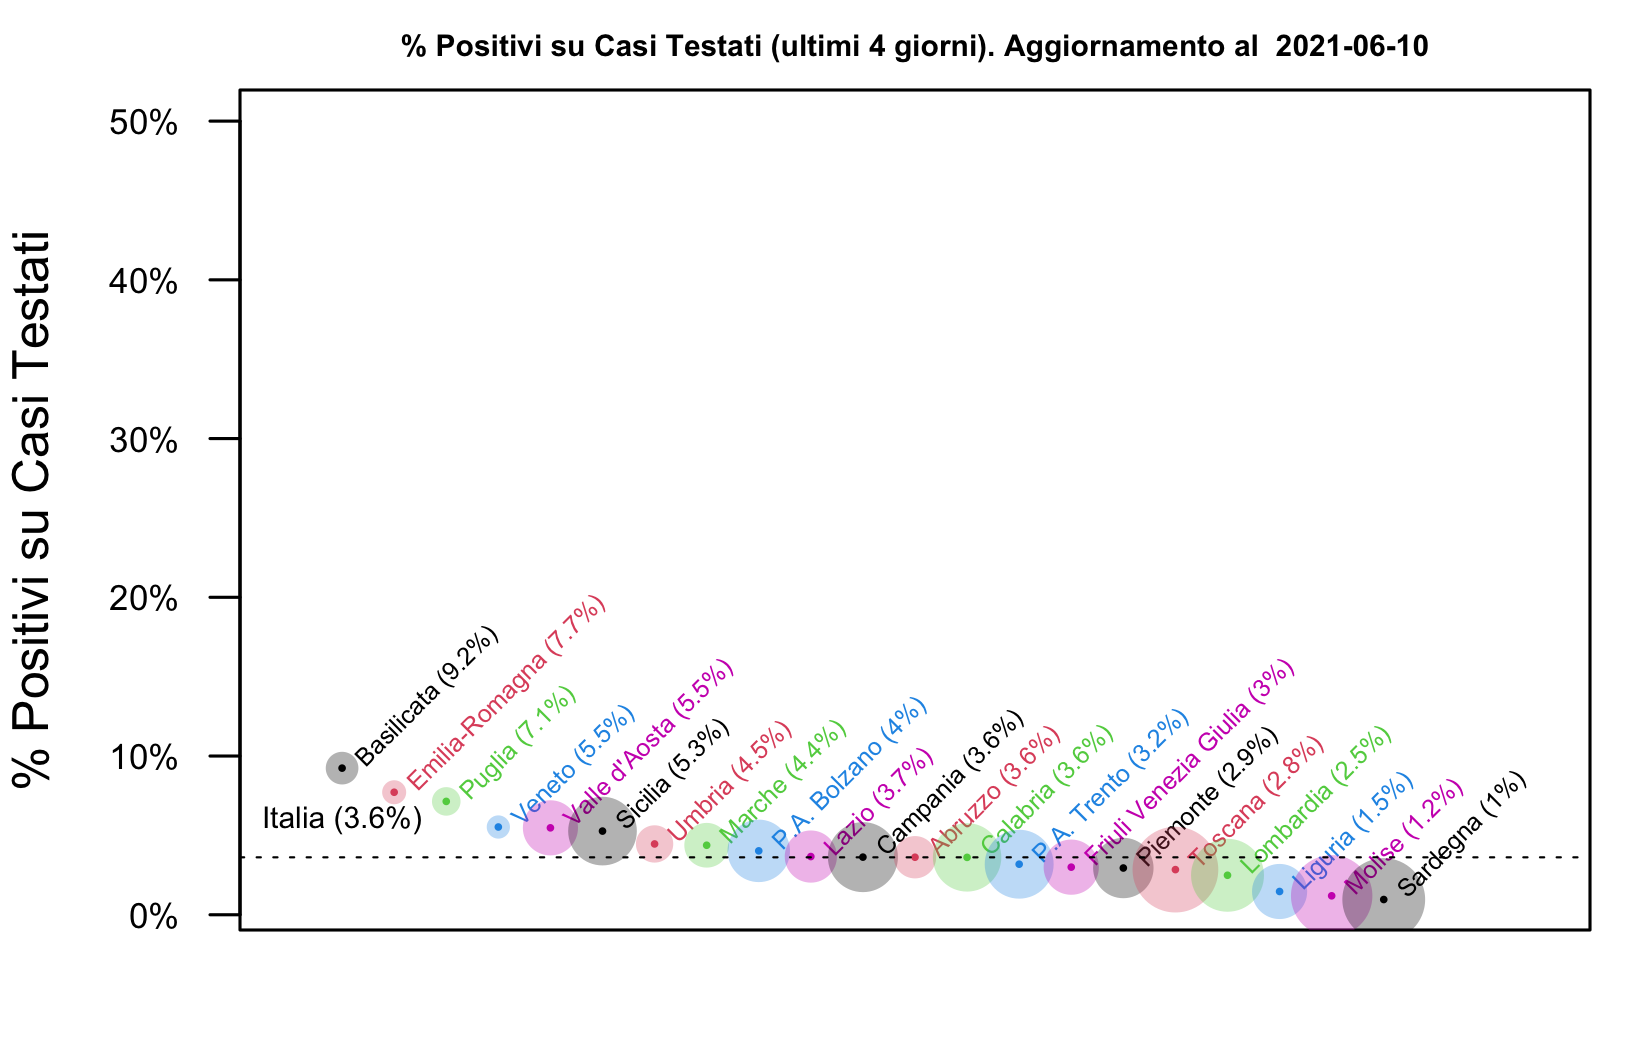 % Positivi su Casi Testati (ultimi 4 giorni). Aggiornamento al  2021-06-10
% Positivi su Casi Testati
50%
40%
30%
20%
10%
0%
Italia (3.6%)
Basilicata (9.2%)
Emilia-Romagna (7.7%)
Puglia (7.1%)
Veneto (5.5%)
Valle d'Aosta (5.5%)
Sicilia (5.3%)
Umbria (4.5%)
Marche (4.4%)
P.A. Bolzano (4%)
Lazio (3.7%)
Campania (3.6%)
Abruzzo (3.6%)
Calabria (3.6%)
P.A. Trento (3.2%)
Friuli Venezia Giulia (3%)
Piemonte (2.9%)
Toscana (2.8%)
Lombardia (2.5%)
Liguria (1.5%)
Molise (1.2%)
Sardegna (1%)